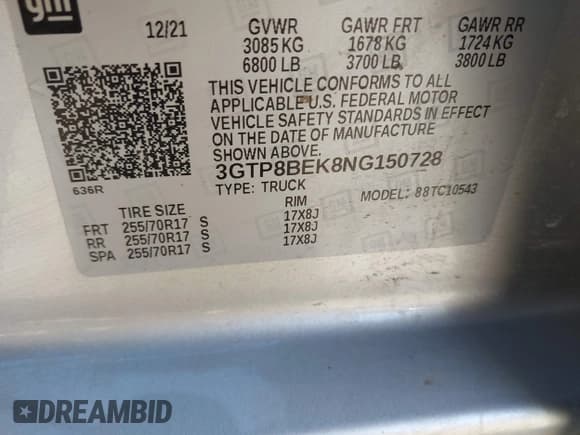 gm
12/21 GVWR GAWR FRT GAWR RR
3085 KG 1678 KG 1724 KG
6800 LB 3700 LB 3800 LB
THIS VEHICLE CONFORMS TO ALL
APPLICABLE U.S. FEDERAL MOTOR
VEHICLE SAFETY STANDARDS IN EFFECT
ON THE DATE OF MANUFACTURE
SHOWN ABOVE.
3GTP8BEK8NG150728
636R
TYPE: TRUCK MODEL: 88TC10543
TIRE SIZE RIM
FRT 255/70R17 S 17X8J
RR 255/70R17 S 17X8J
SPA 255/70R17 S 17X8J
DREAMBID